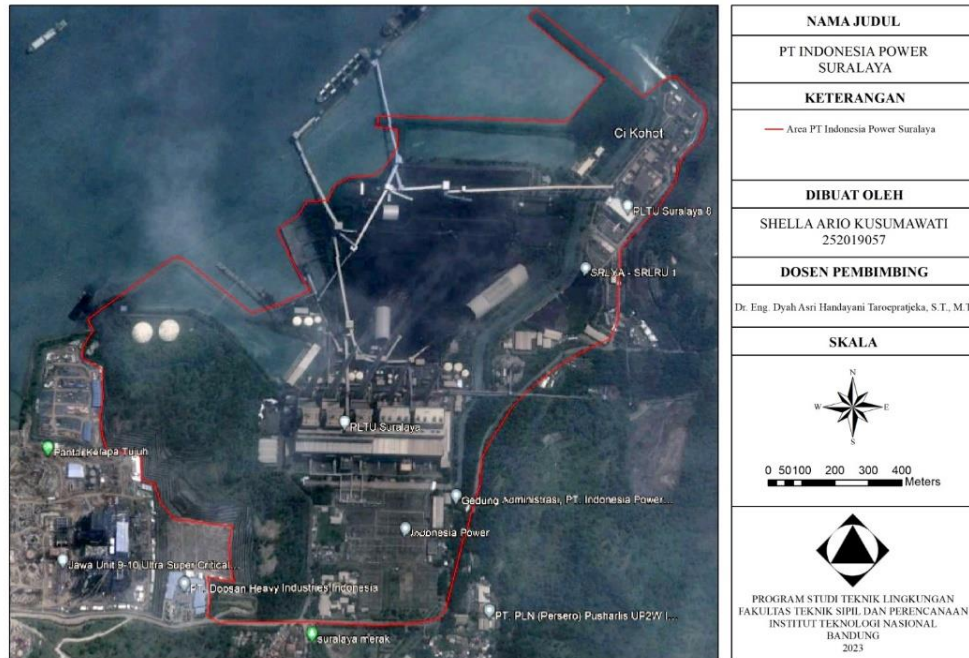 NAMA JUDUL
PT INDONESIA POWER
SURALAYA
KETERANGAN
Area PT Indonesia Power Suralaya
DIBUAT OLEH
SHELLA ARIO KUSUMAWATI
252019057
DOSEN PEMBIMBING
Dr. Eng. Dyah Asri Handayani Taroepratjeka, S.T., M.T
SKALA
N
W E
S
0 50 100 200 300 400
Meters
PROGRAM STUDI TEKNIK LINGKUNGAN
FAKULTAS TEKNIK SIPIL DAN PERENCANAAN
INSTITUT TEKNOLOGI NASIONAL
BANDUNG
2023
Ci Kohot
PLTU Suralaya 8
SRLYA - SRLRU 1
PLTU Suralaya
Pantai Kelapa Tujuh
Gedung Administrasi, PT. Indonesia Power...
Indonesia Power
Jawa Unit 9-10 Ultra Super Critical...
PT. Doosan Heavy Industries Indonesia
PT. PLN (Persero) Pusharlis UP2W I...
suralaya merak